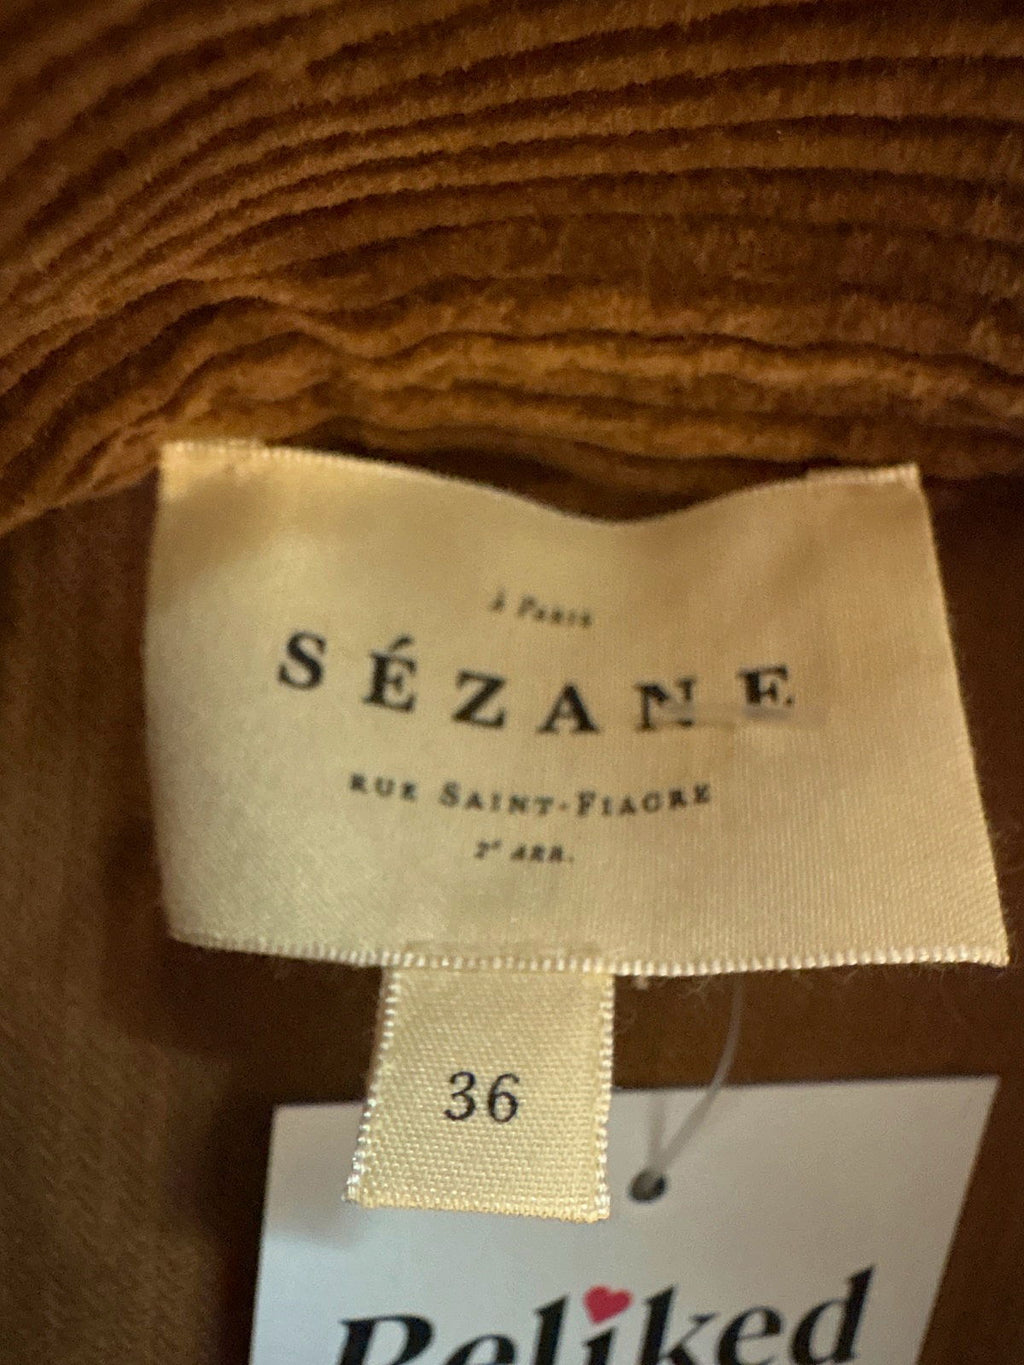 à Paris
SÉZANE
RUE SAINT-FIACRE
2e ARR.
36
Reliked